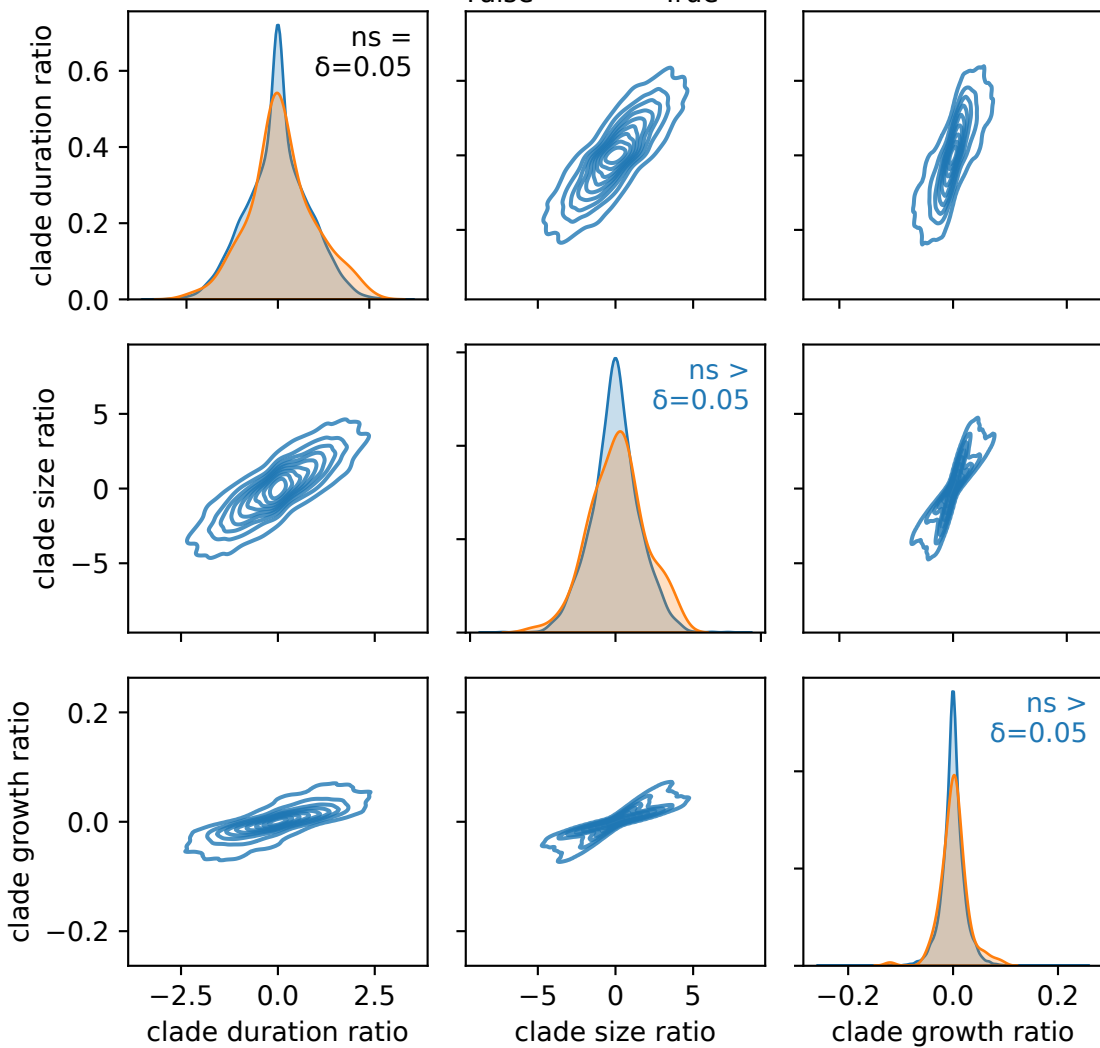 True
clade duration ratio
0.6
0.4
0.2
0.0
ns =
δ=0.05
clade size ratio
5
0
−5
ns >
δ=0.05
clade growth ratio
0.2
0.0
−0.2
ns >
δ=0.05
−2.5 0.0 2.5
−5 0 5
−0.2 0.0 0.2
clade duration ratio
clade size ratio
clade growth ratio